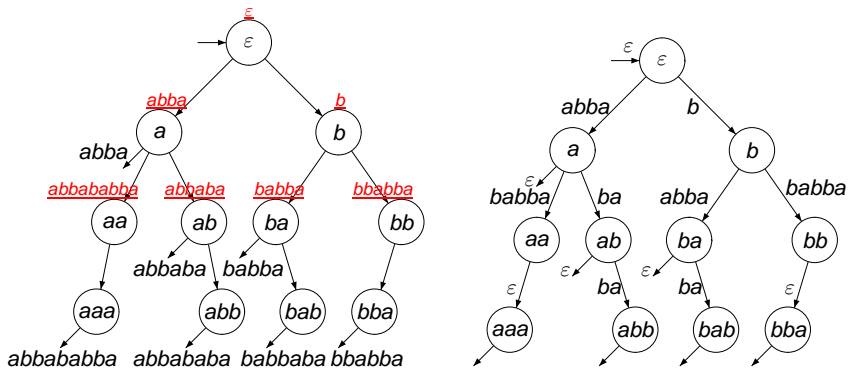 ε
ε
abba b
a b
abba
abbababba abbaba babba bbabba
aa ab ba bb
abbaba babba
aaa abb bab bba
abbababba abbababa babbaba bbabba
ε
ε
abba b
a b
ε
babba ba abba babba
aa ab ba bb
ε ε
ε ba ba ε
aaa abb bab bba